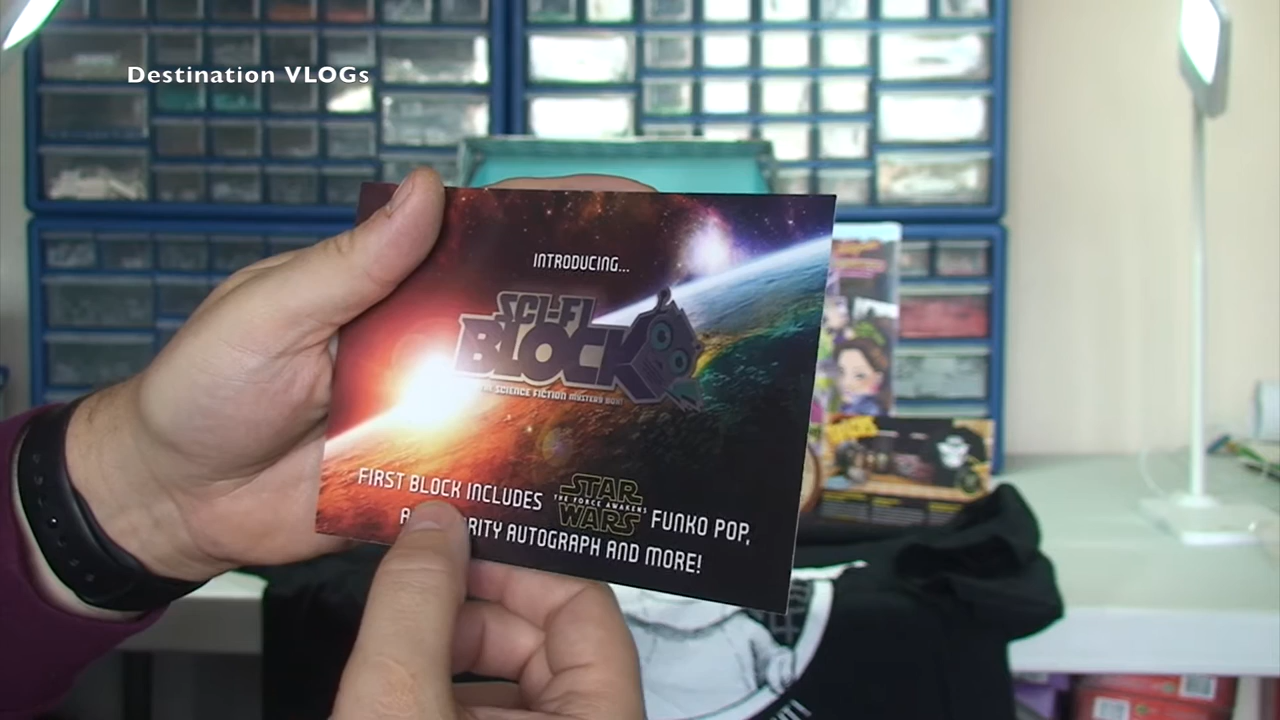 Destination VLOGs
INTRODUCING...
SCI-FI
BLOCK
THE SCIENCE FICTION MYSTERY BOX!
FIRST BLOCK INCLUDES STAR WARS THE FORCE AWAKENS FUNKO POP,
AUTOGRAPH AND MORE!